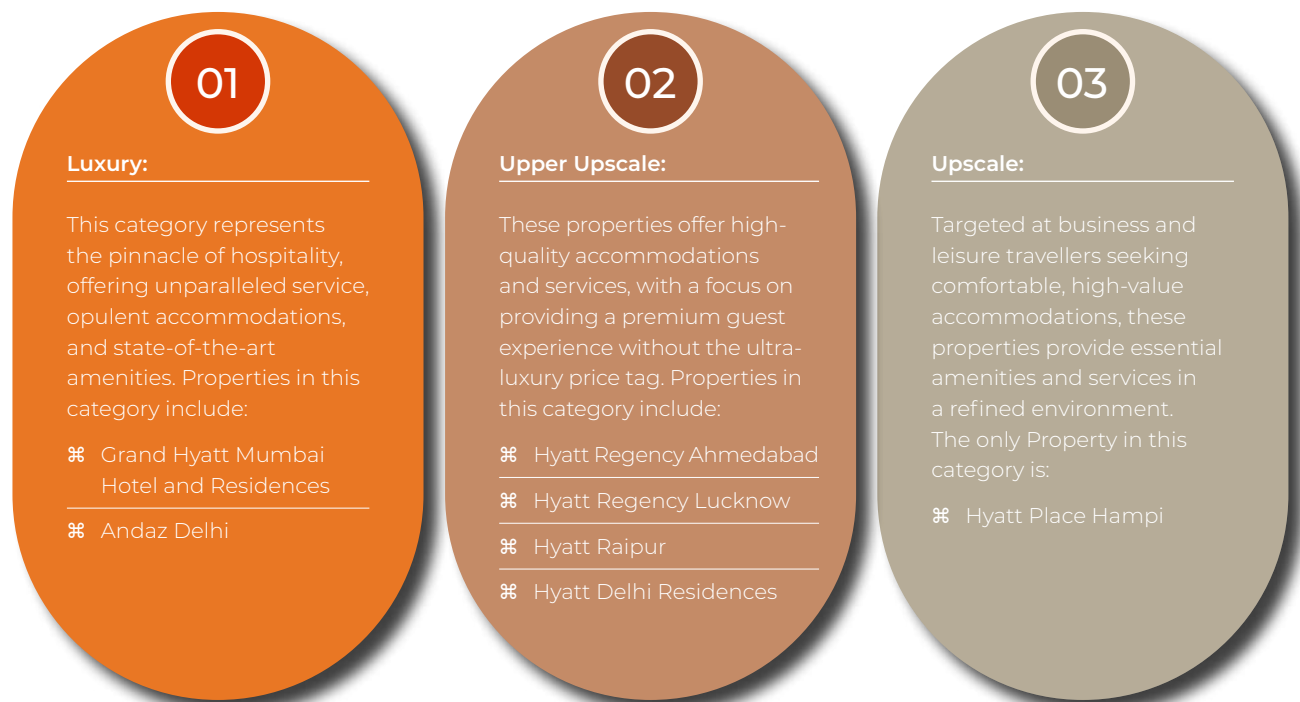 01
Luxury:
This category represents
the pinnacle of hospitality,
offering unparalleled service,
opulent accommodations,
and state-of-the-art
amenities. Properties in this
category include:
⌘ Grand Hyatt Mumbai
Hotel and Residences
⌘ Andaz Delhi
02
Upper Upscale:
These properties offer high-
quality accommodations
and services, with a focus on
providing a premium guest
experience without the ultra-
luxury price tag. Properties in
this category include:
⌘ Hyatt Regency Ahmedabad
⌘ Hyatt Regency Lucknow
⌘ Hyatt Raipur
⌘ Hyatt Delhi Residences
03
Upscale:
Targeted at business and
leisure travellers seeking
comfortable, high-value
accommodations, these
properties provide essential
amenities and services in
a refined environment.
The only Property in this
category is:
⌘ Hyatt Place Hampi